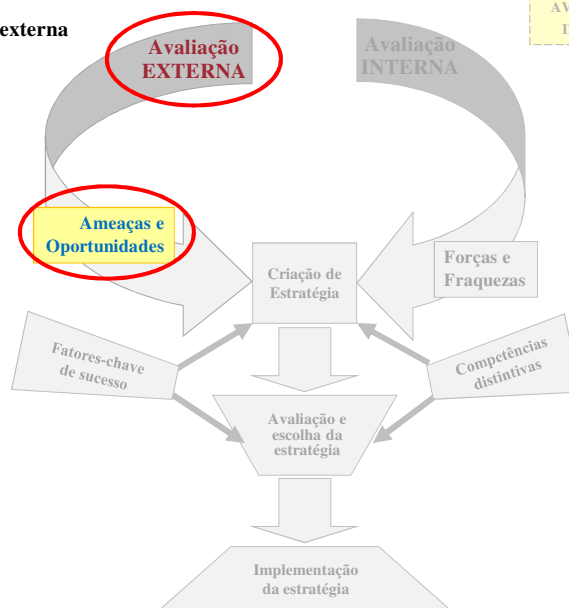 externa
Avaliação
EXTERNA
Avaliação
INTERNA
Ameaças e
Oportunidades
Criação de
Estratégia
Forças e
Fraquezas
Fatores-chave
de sucesso
Competências
distintivas
Avaliação e
escolha da
estratégia
Implementação
da estratégia